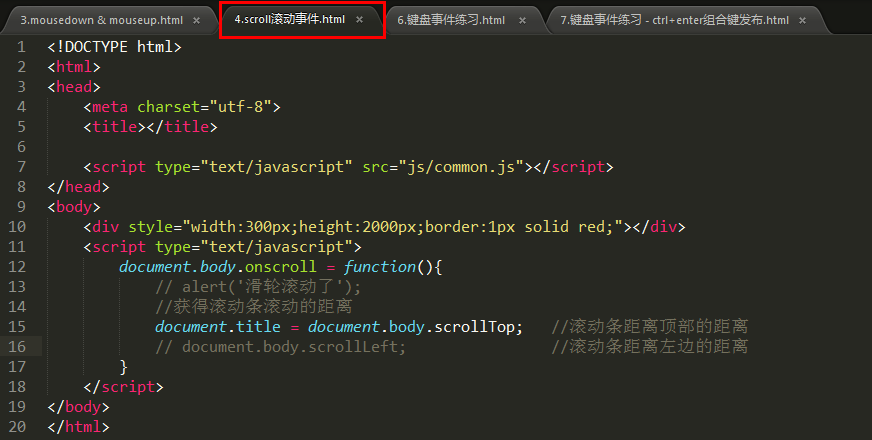 3.mousedown & mouseup.html × 4.scroll滚动事件.html × 6.键盘事件练习.html × 7.键盘事件练习 - ctrl+enter组合键发布.html ×
1 <!DOCTYPE html>
2 <html>
3 <head>
4 <meta charset="utf-8">
5 <title></title>
6
7 <script type="text/javascript" src="js/common.js"></script>
8 </head>
9 <body>
10 <div style="width:300px;height:2000px;border:1px solid red;"></div>
11 <script type="text/javascript">
12 document.body.onscroll = function(){
13 // alert('滑轮滚动了');
14 //获得滚动条滚动的距离
15 document.title = document.body.scrollTop; //滚动条距离顶部的距离
16 // document.body.scrollLeft; //滚动条距离左边的距离
17 }
18 </script>
19 </body>
20 </html>